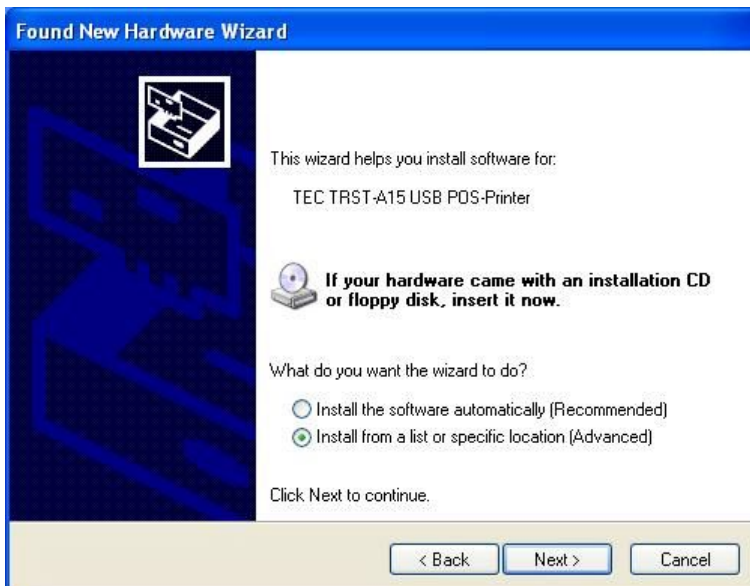 Found New Hardware Wizard
This wizard helps you install software for:
TEC TRST-A15 USB POS-Printer
If your hardware came with an installation CD
or floppy disk, insert it now.
What do you want the wizard to do?
Install the software automatically (Recommended)
Install from a list or specific location (Advanced)
Click Next to continue.
< Back Next > Cancel